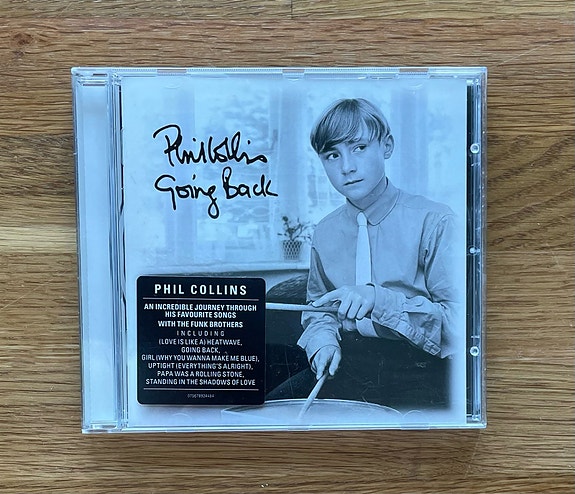 Phil Collins
Going Back
PHIL COLLINS
AN INCREDIBLE JOURNEY THROUGH
HIS FAVOURITE SONGS
WITH THE FUNK BROTHERS
INCLUDING
(LOVE IS LIKE A) HEATWAVE,
GOING BACK,
GIRL (WHY YOU WANNA MAKE ME BLUE),
UPTIGHT (EVERYTHING'S ALRIGHT),
PAPA WAS A ROLLING STONE,
STANDING IN THE SHADOWS OF LOVE